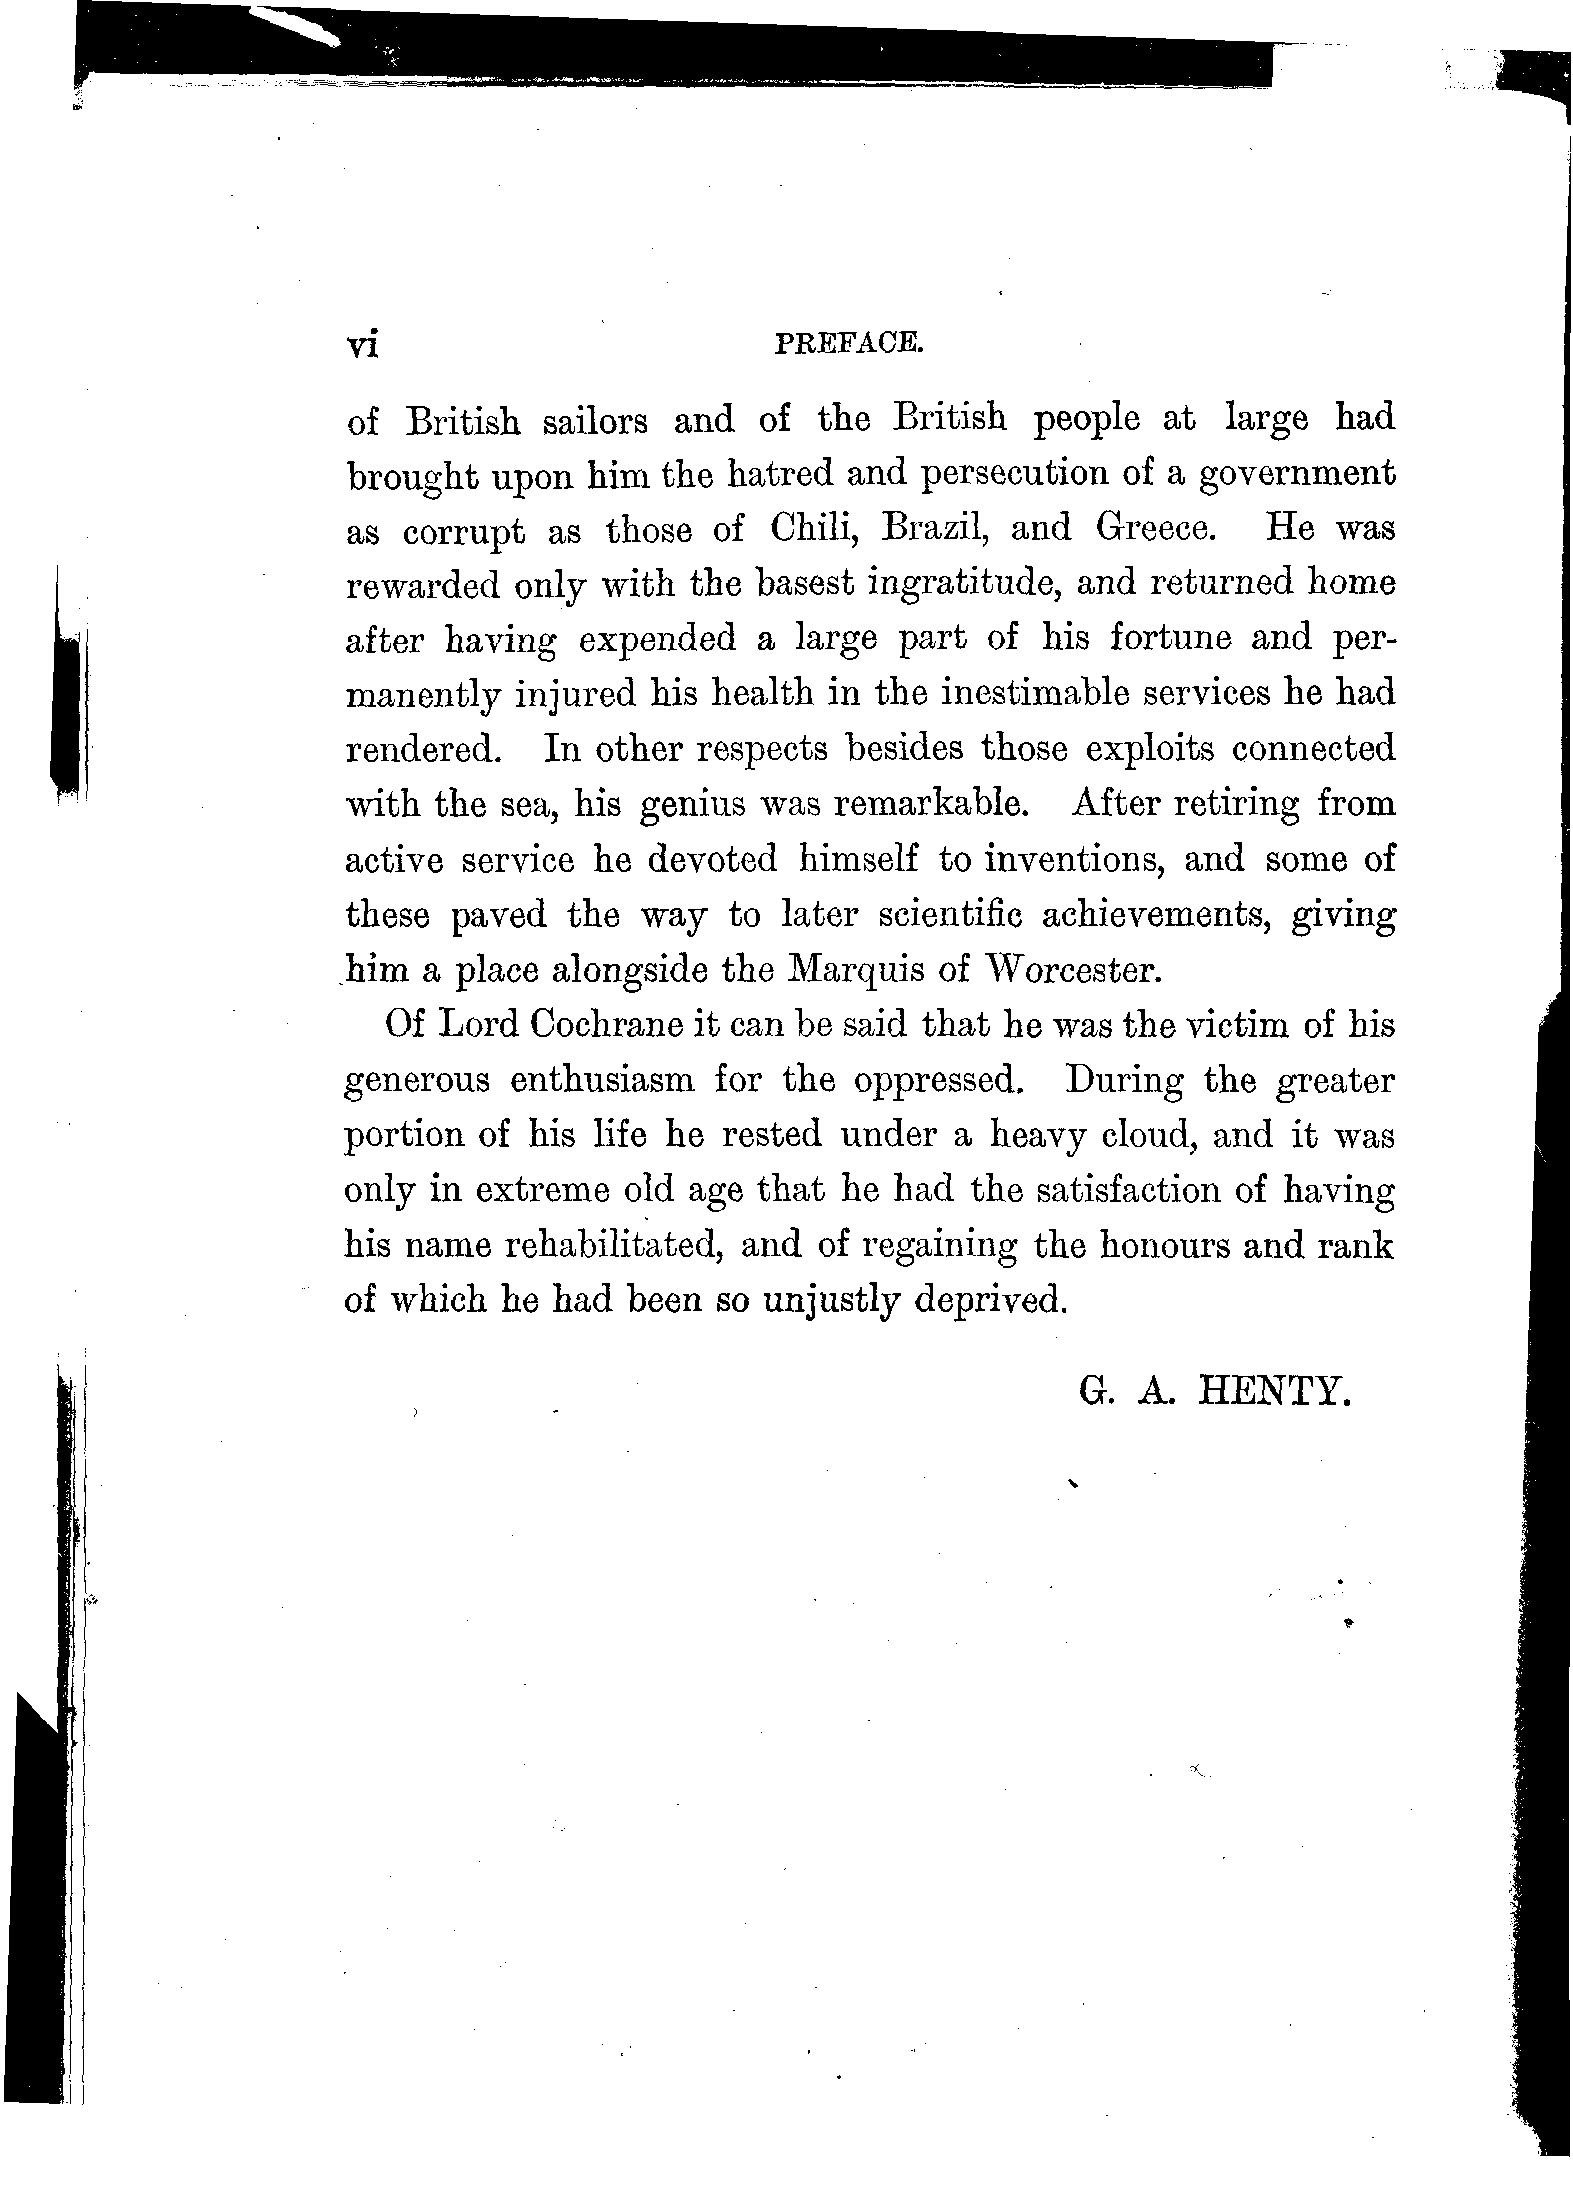 vi PREFACE.
of British sailors and of the British people at large had
brought upon him the hatred and persecution of a government
as corrupt as those of Chili, Brazil, and Greece. He was
rewarded only with the basest ingratitude, and returned home
after having expended a large part of his fortune and per-
manently injured his health in the inestimable services he had
rendered. In other respects besides those exploits connected
with the sea, his genius was remarkable. After retiring from
active service he devoted himself to inventions, and some of
these paved the way to later scientific achievements, giving
him a place alongside the Marquis of Worcester.
Of Lord Cochrane it can be said that he was the victim of his
generous enthusiasm for the oppressed. During the greater
portion of his life he rested under a heavy cloud, and it was
only in extreme old age that he had the satisfaction of having
his name rehabilitated, and of regaining the honours and rank
of which he had been so unjustly deprived.
G. A. HENTY.